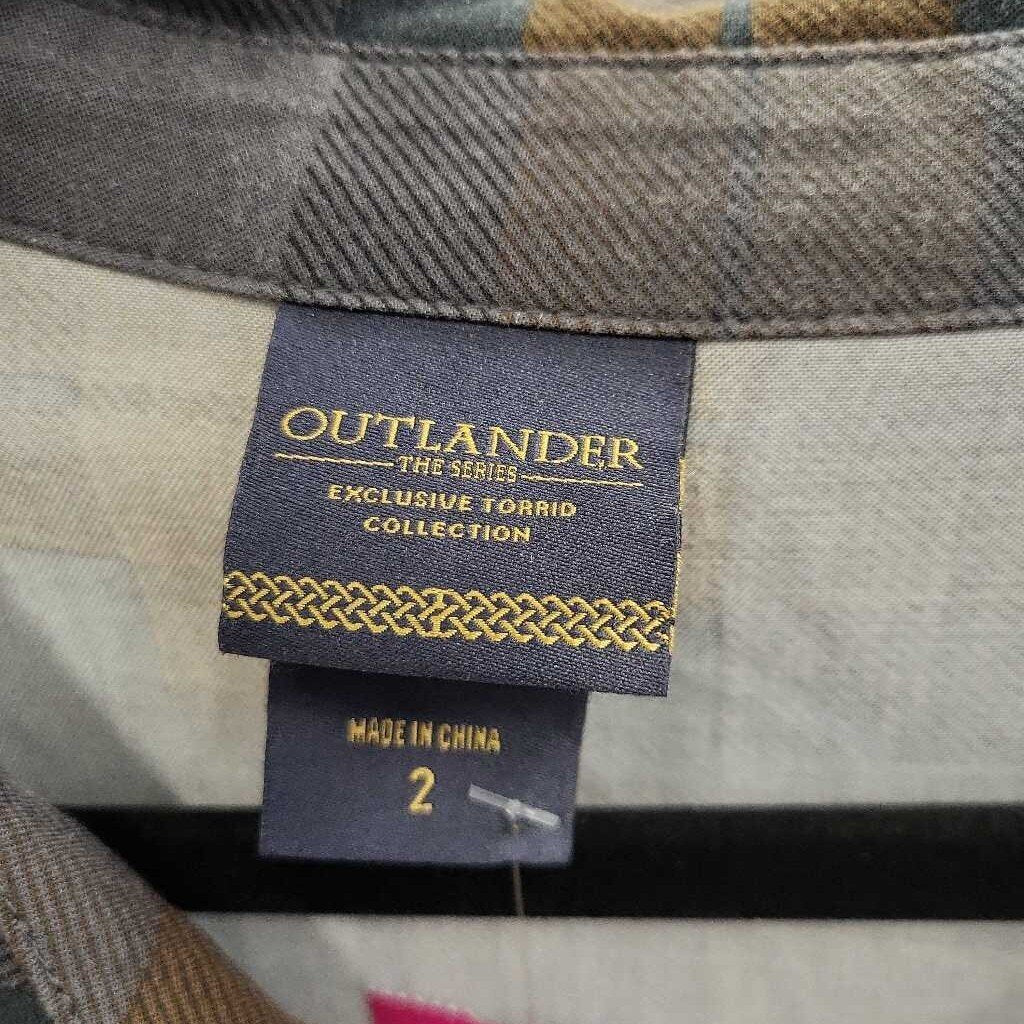 OUTLANDER
THE SERIES
EXCLUSIVE TORRID
COLLECTION
MADE IN CHINA
2